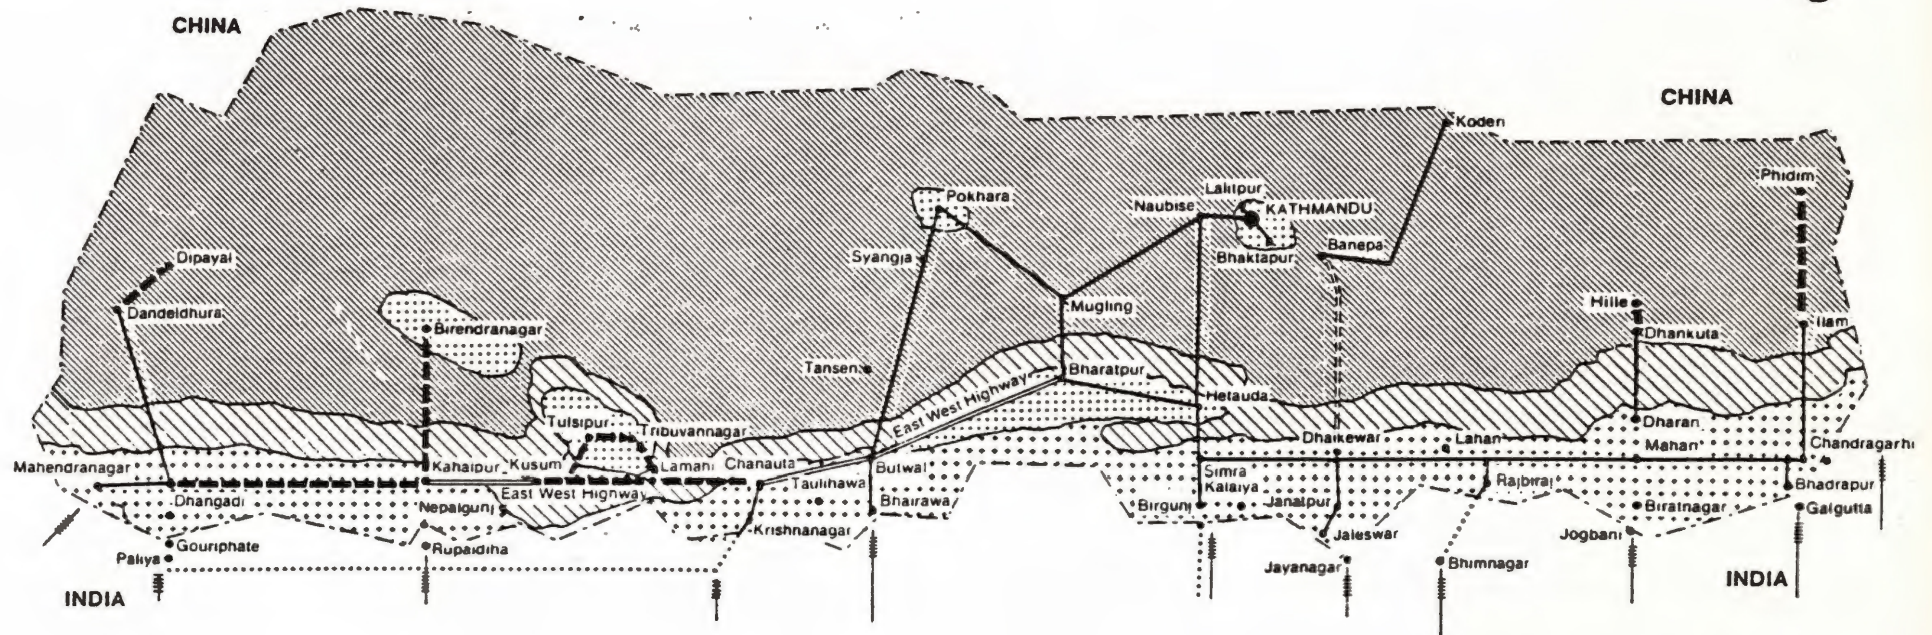 CHINA
CHINA
Koden
Phidim
Pokhara
Lalitpur
Naubise
KATHMANDU
Banepa
Bhaktapur
Syangja
Dipayal
Dandeldhura
Mugling
Hille
Ilam
Birendranagar
Dhankuta
Tansen
Bharatpur
East West Highway
Hetauda
Tulsipur
Tribuvannagar
Dharan
Dhalkewar
Lahan
Mahari
Chandragarhi
Mahendranagar
Kahaipur
Kusum
Lamahi
Chanauta
Butwal
Simra
Kalaiya
Taulihawa
Rajbiraj
Bhadrapur
East West Highway
Dhangadi
Nepalgunj
Bhairawa
Birgunj
Janakpur
Biratnagar
Galgutta
Krishnanagar
Jaleswar
Jogbani
Gouriphate
Rupaidiha
Paliya
Jayanagar
Bhimnagar
INDIA
INDIA